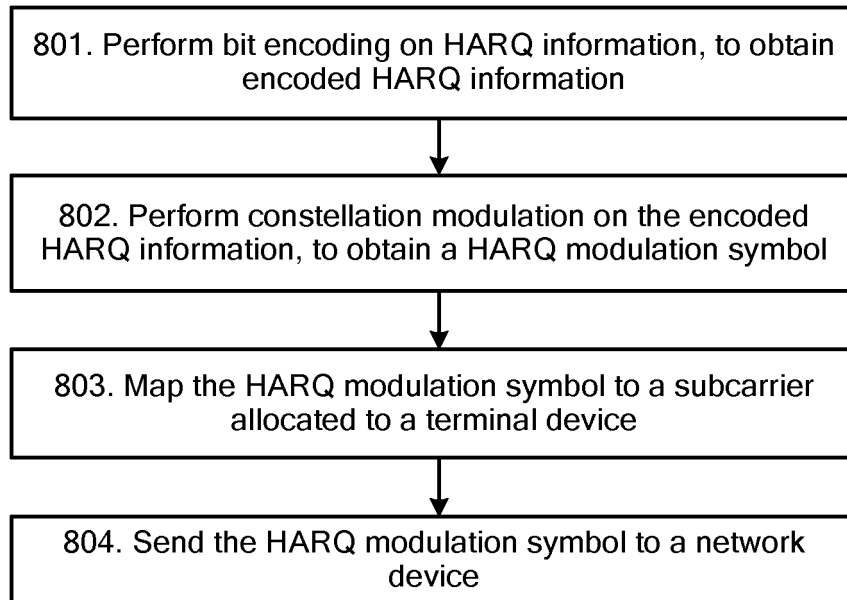 801. Perform bit encoding on HARQ information, to obtain
encoded HARQ information
802. Perform constellation modulation on the encoded
HARQ information, to obtain a HARQ modulation symbol
803. Map the HARQ modulation symbol to a subcarrier
allocated to a terminal device
804. Send the HARQ modulation symbol to a network
device